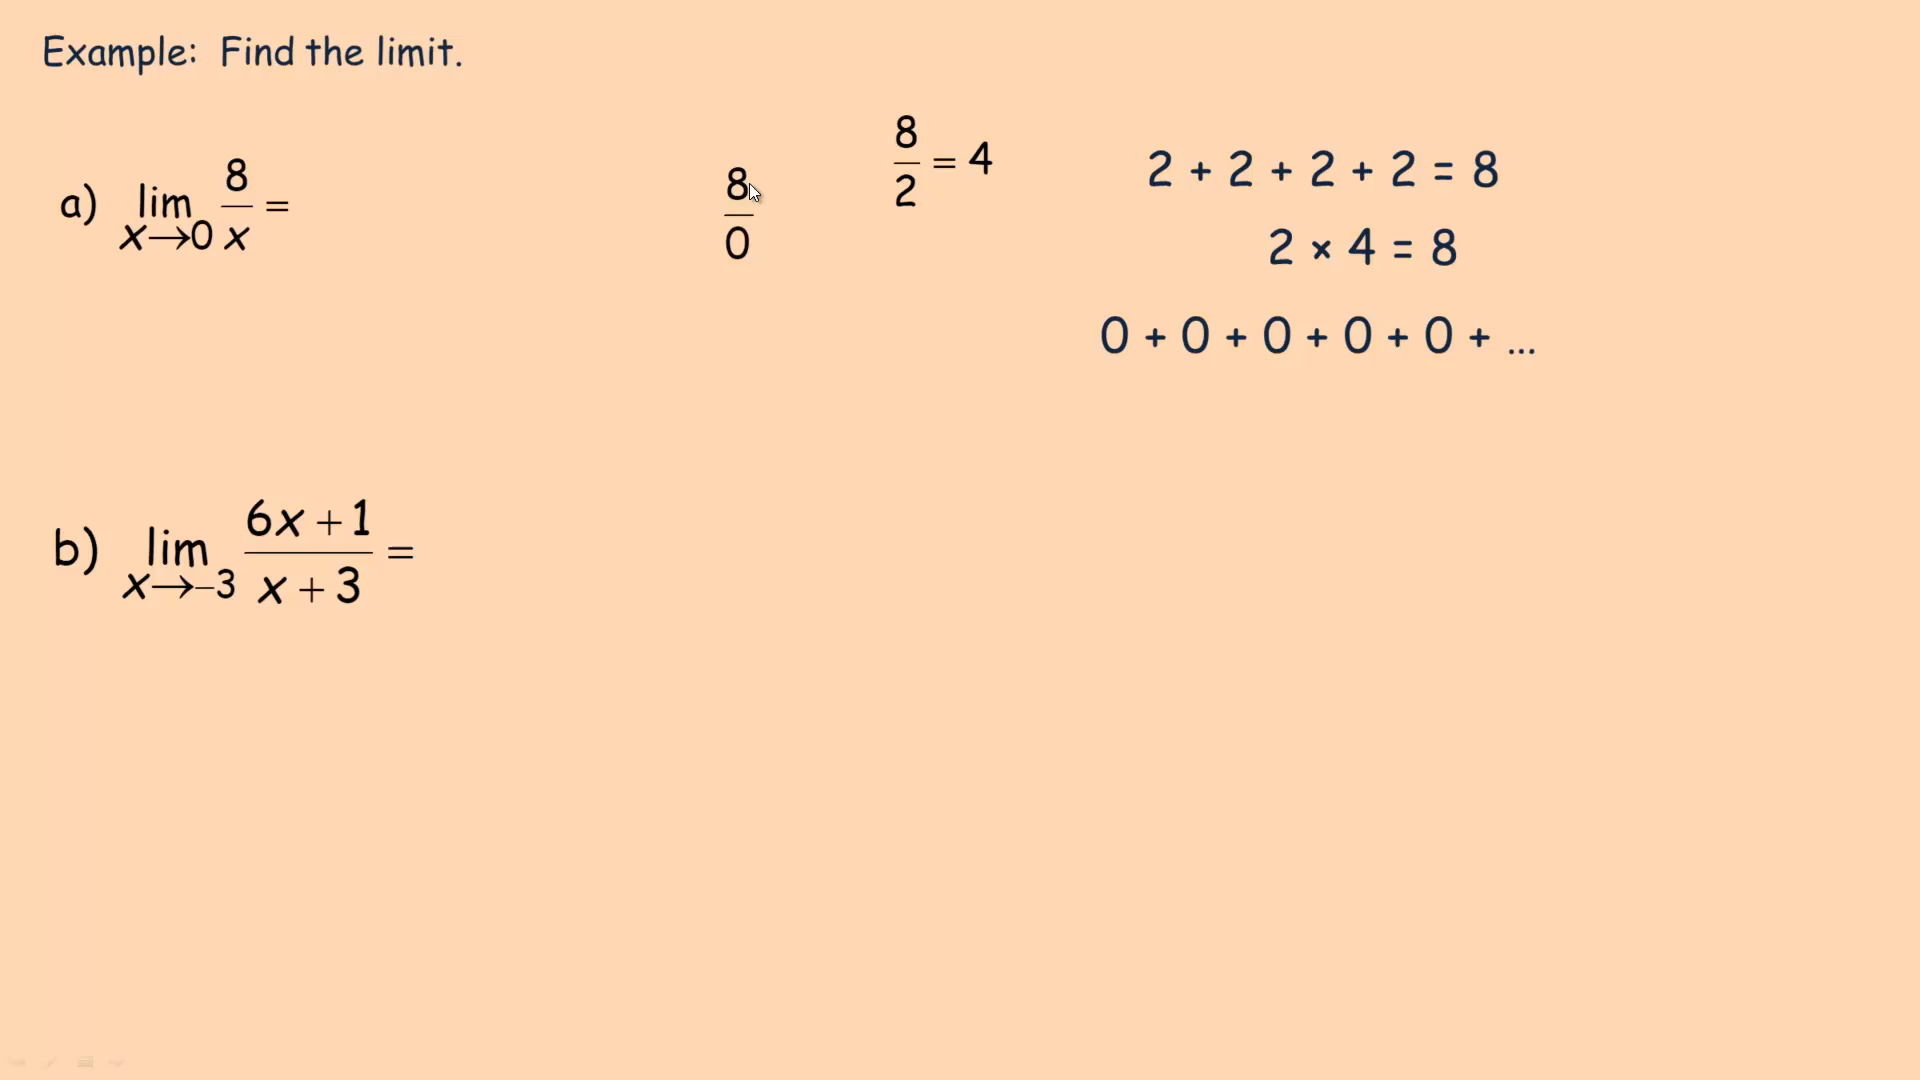 Example: Find the limit.
a) lim x→0 8/x =
8/0
8/2 = 4
2 + 2 + 2 + 2 = 8
2 × 4 = 8
0 + 0 + 0 + 0 + 0 + ...
b) lim x→-3 (6x + 1)/(x + 3) =